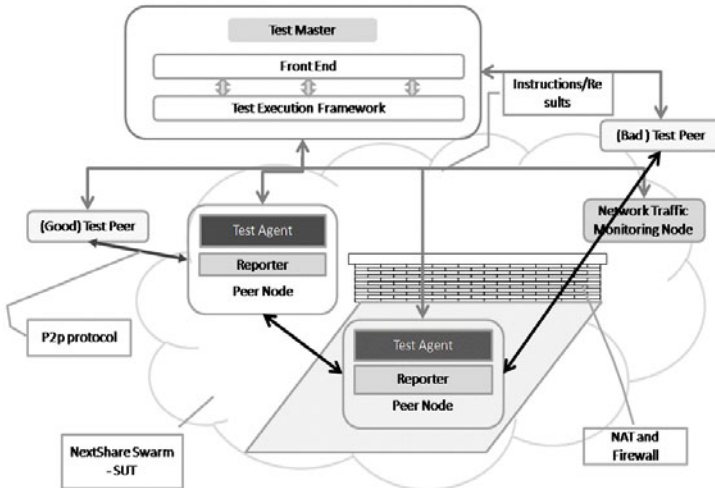 Test Master
Front End
Test Execution Framework
Instructions/Re
sults
(Bad ) Test Peer
(Good) Test Peer
Test Agent
Reporter
Peer Node
Network Traffic
Monitoring Node
P2p protocol
Test Agent
Reporter
Peer Node
NextShare Swarm
- SUT
NAT and
Firewall